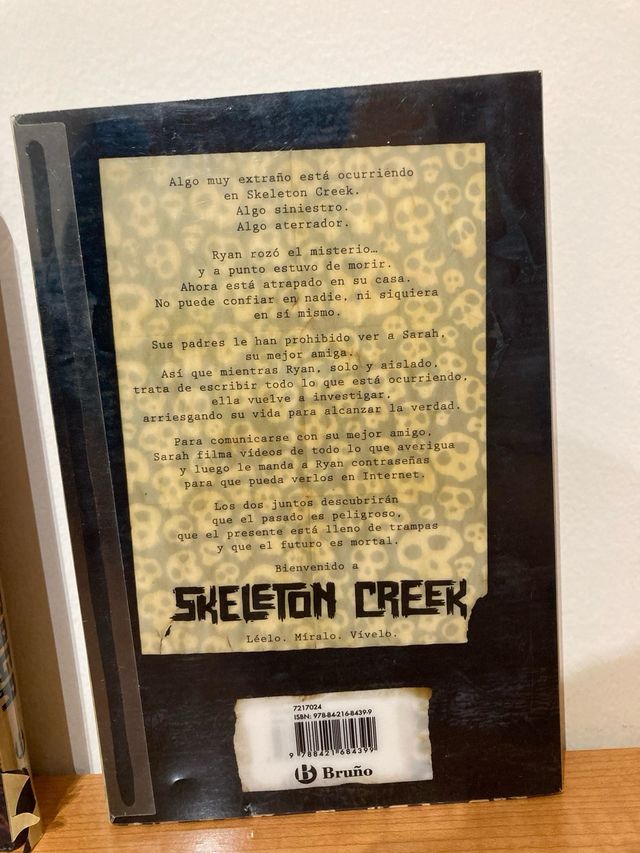 Algo muy extraño está ocurriendo
en Skeleton Creek.
Algo siniestro.
Algo aterrador.
Ryan rozó el misterio…
y a punto estuvo de morir.
Ahora está atrapado en su casa.
No puede confiar en nadie, ni siquiera
en sí mismo.
Sus padres le han prohibido ver a Sarah,
su mejor amiga.
Así que mientras Ryan, solo y aislado,
trata de escribir todo lo que está ocurriendo,
ella vuelve a investigar,
arriesgando su vida para alcanzar la verdad.
Para comunicarse con su mejor amigo,
Sarah filma vídeos de todo lo que averigua
y luego le manda a Ryan contraseñas
para que pueda verlos en Internet.
Los dos juntos descubrirán
que el pasado es peligroso,
que el presente está lleno de trampas
y que el futuro es mortal.
Bienvenido a
SKELETON CREEK
Léelo. Míralo. Vívelo.
7217024
ISBN: 978-84-216-8439-9
9 788421 684399
B Bruño